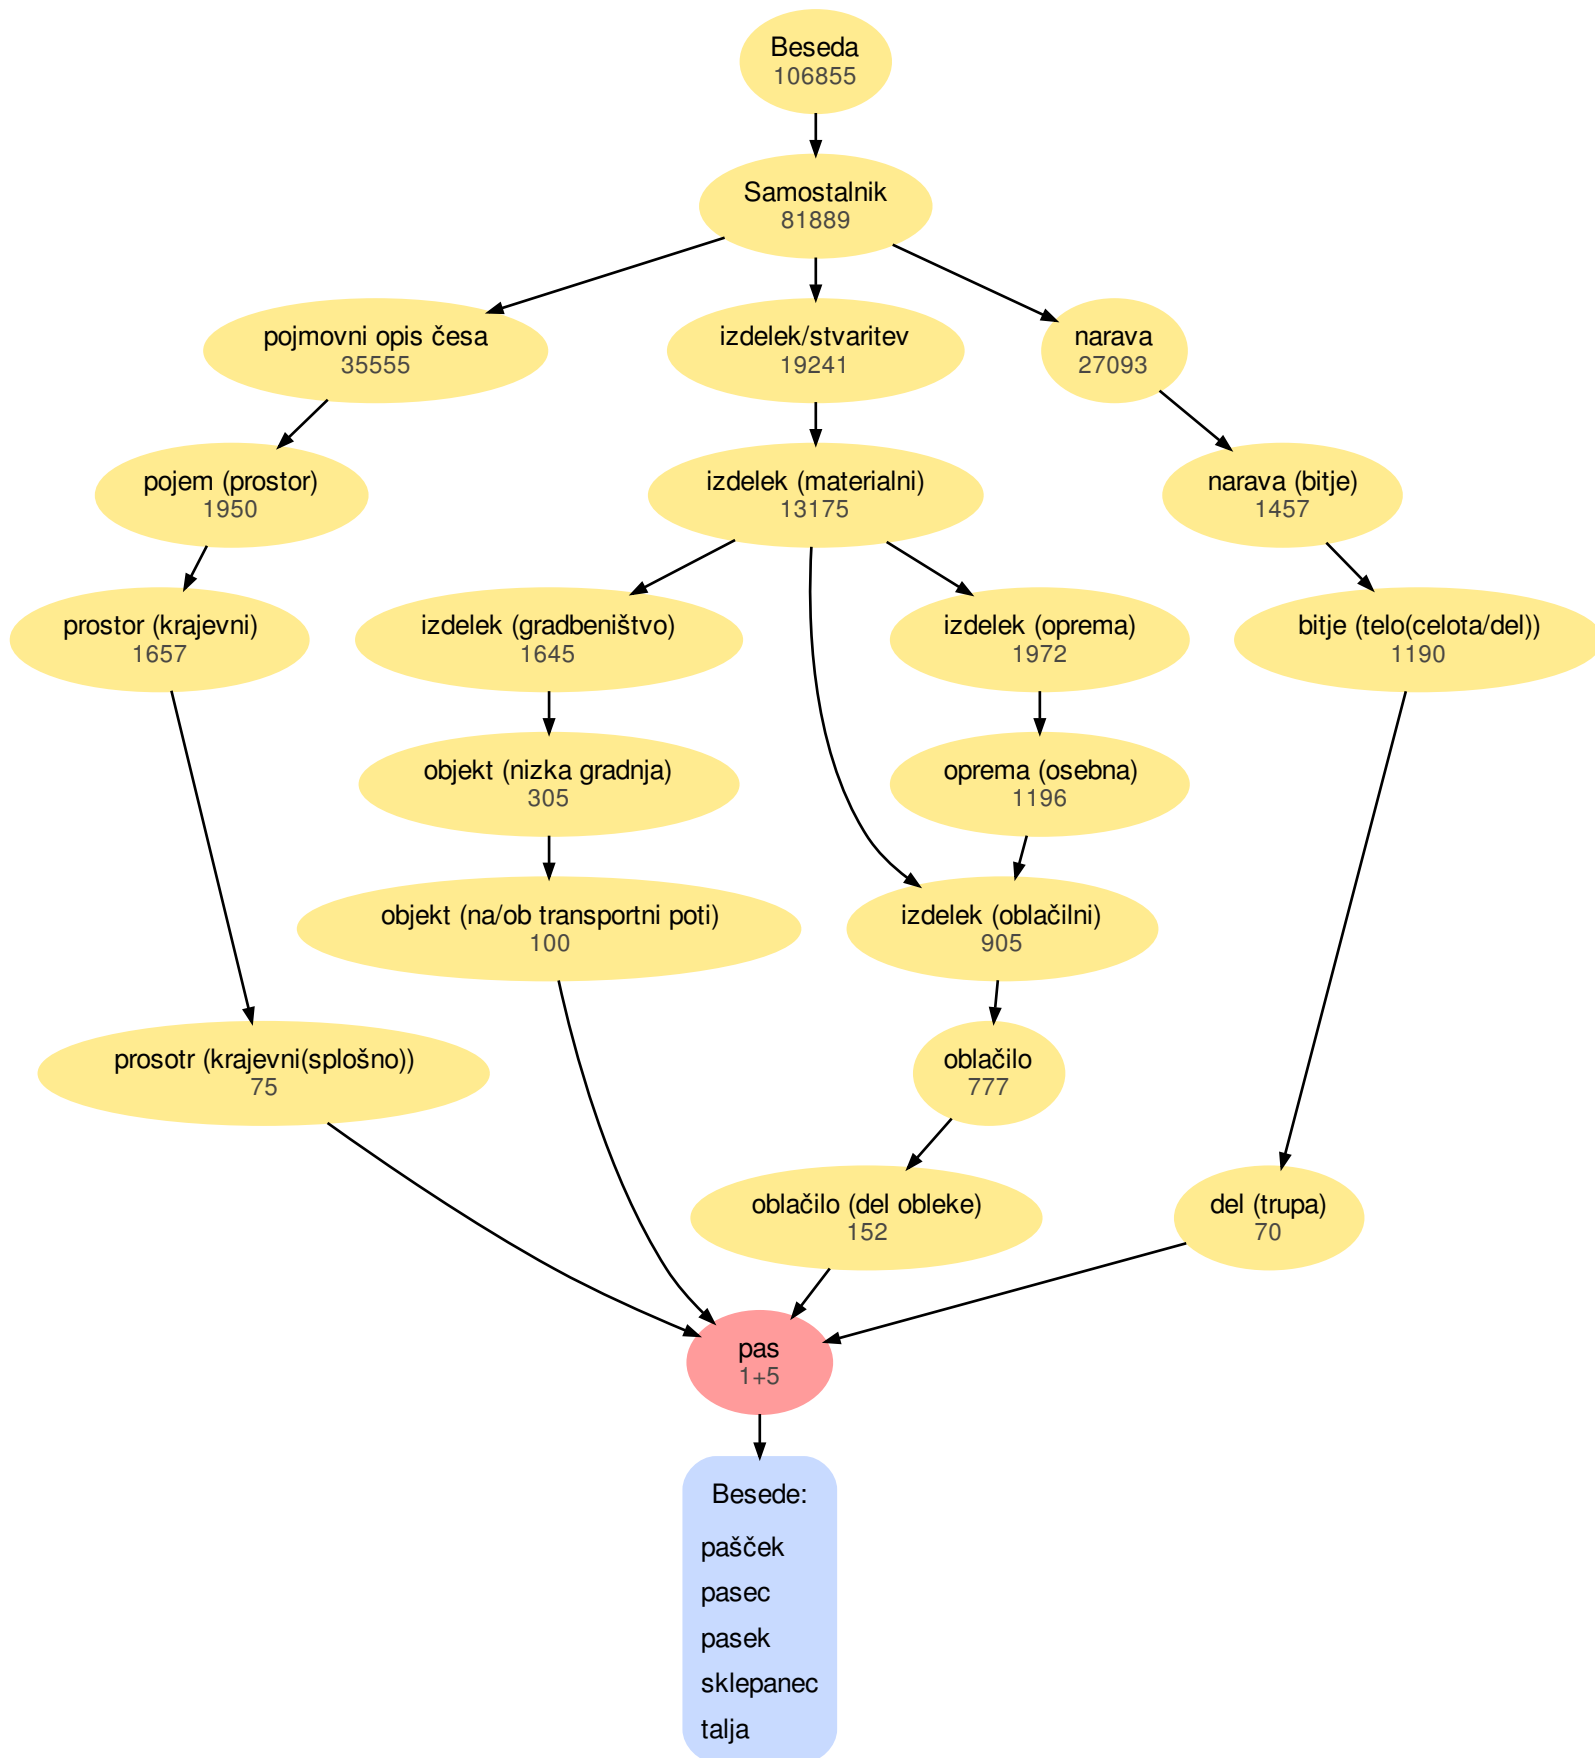 Beseda
106855
Samostalnik
81889
pojmovni opis česa
35555
izdelek/stvaritev
19241
narava
27093
pojem (prostor)
1950
izdelek (materialni)
13175
narava (bitje)
1457
prostor (krajevni)
1657
izdelek (gradbeništvo)
1645
izdelek (oprema)
1972
bitje (telo(celota/del))
1190
objekt (nizka gradnja)
305
oprema (osebna)
1196
objekt (na/ob transportni poti)
100
izdelek (oblačilni)
905
prosotr (krajevni(splošno))
75
oblačilo
777
oblačilo (del obleke)
152
del (trupa)
70
pas
1+5
Besede:
pašček
pasec
pasek
sklepanec
talja